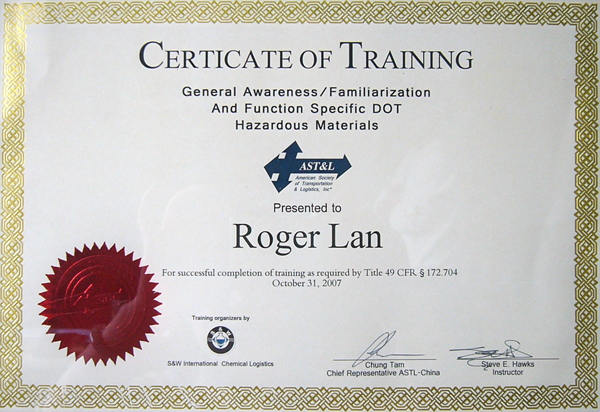 CERTICATE OF TRAINING
General Awareness/Familiarization
And Function Specific DOT
Hazardous Materials
AST&L
American Society
of Transportation
& Logistics, Inc®
Presented to
Roger Lan
For successful completion of training as required by Title 49 CFR § 172.704
October 31, 2007
Training organizers by
S&W International Chemical Logistics
Chung Tam
Chief Representative ASTL-China
Steve E. Hawks
Instructor